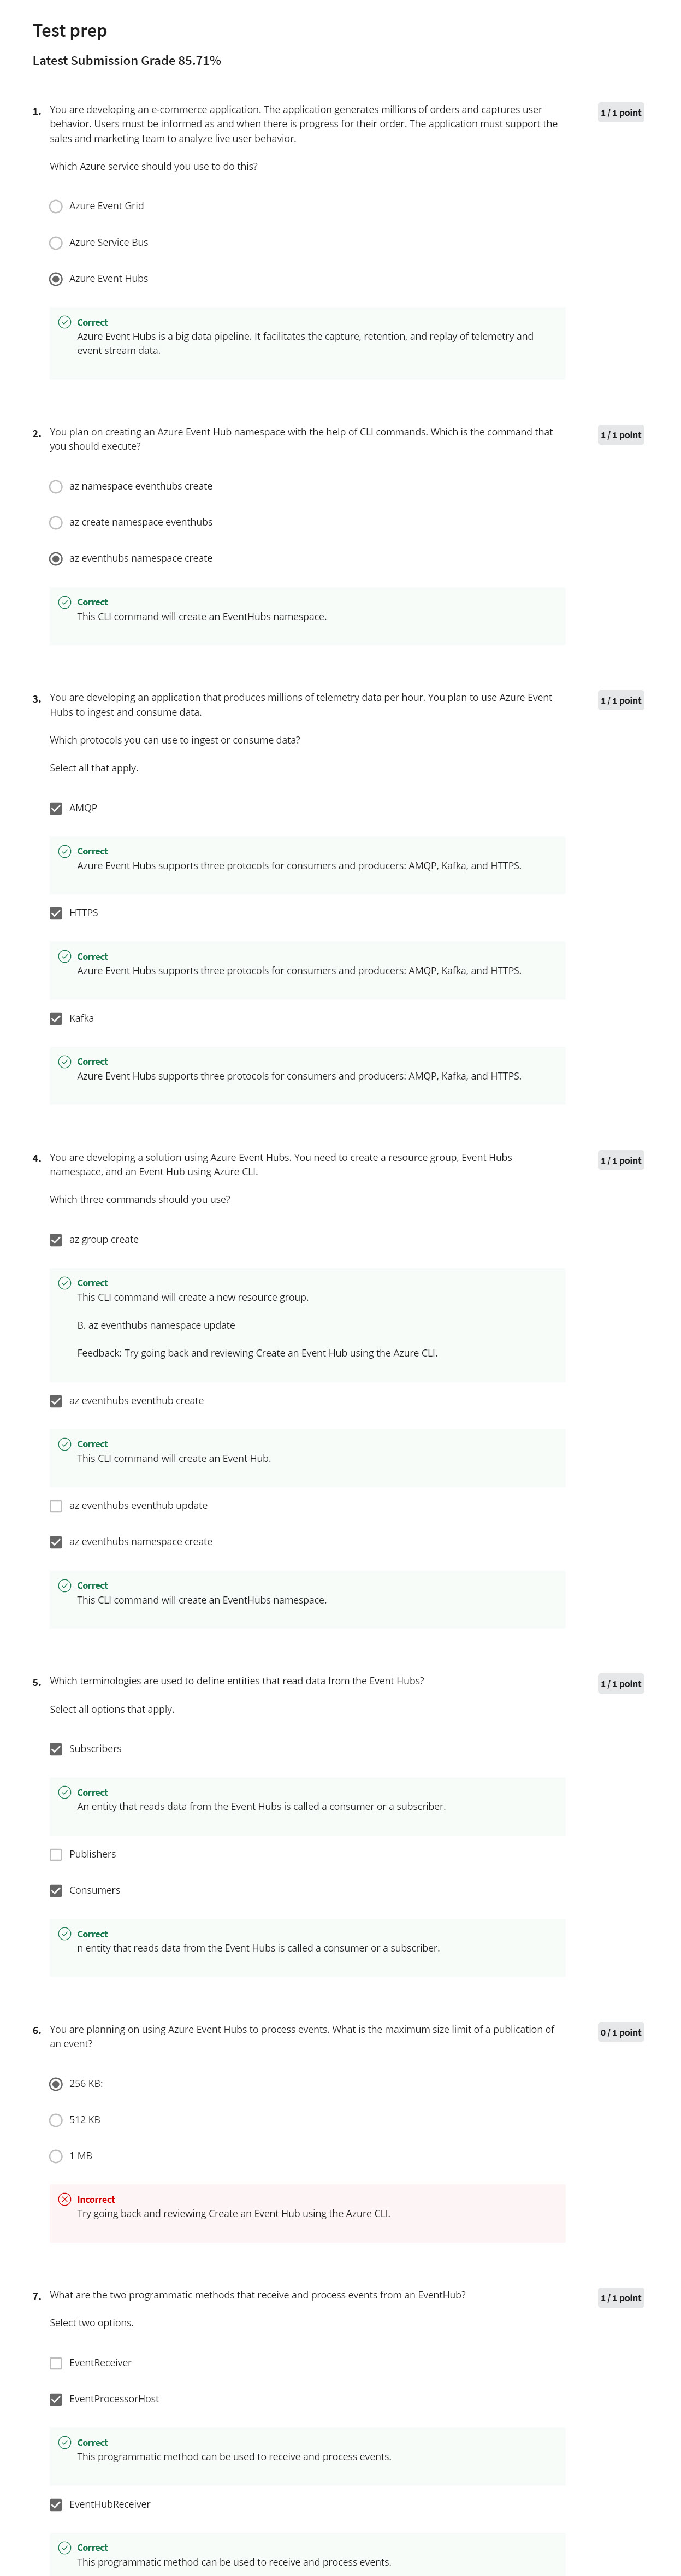 Test prep
Latest Submission Grade 85.71%
1. You are developing an e-commerce application. The application generates millions of orders and captures user
1 / 1 point
behavior. Users must be informed as and when there is progress for their order. The application must support the
sales and marketing team to analyze live user behavior.
Which Azure service should you use to do this?
Azure Event Grid
Azure Service Bus
Azure Event Hubs
Correct
Azure Event Hubs is a big data pipeline. It facilitates the capture, retention, and replay of telemetry and
event stream data.
2. You plan on creating an Azure Event Hub namespace with the help of CLI commands. Which is the command that
1 / 1 point
you should execute?
az namespace eventhubs create
az create namespace eventhubs
az eventhubs namespace create
Correct
This CLI command will create an EventHubs namespace.
3. You are developing an application that produces millions of telemetry data per hour. You plan to use Azure Event
1 / 1 point
Hubs to ingest and consume data.
Which protocols you can use to ingest or consume data?
Select all that apply.
AMQP
Correct
Azure Event Hubs supports three protocols for consumers and producers: AMQP, Kafka, and HTTPS.
HTTPS
Correct
Azure Event Hubs supports three protocols for consumers and producers: AMQP, Kafka, and HTTPS.
Kafka
Correct
Azure Event Hubs supports three protocols for consumers and producers: AMQP, Kafka, and HTTPS.
4. You are developing a solution using Azure Event Hubs. You need to create a resource group, Event Hubs
1 / 1 point
namespace, and an Event Hub using Azure CLI.
Which three commands should you use?
az group create
Correct
This CLI command will create a new resource group.
B. az eventhubs namespace update
Feedback: Try going back and reviewing Create an Event Hub using the Azure CLI.
az eventhubs eventhub create
Correct
This CLI command will create an Event Hub.
az eventhubs eventhub update
az eventhubs namespace create
Correct
This CLI command will create an EventHubs namespace.
5. Which terminologies are used to define entities that read data from the Event Hubs?
1 / 1 point
Select all options that apply.
Subscribers
Correct
An entity that reads data from the Event Hubs is called a consumer or a subscriber.
Publishers
Consumers
Correct
n entity that reads data from the Event Hubs is called a consumer or a subscriber.
6. You are planning on using Azure Event Hubs to process events. What is the maximum size limit of a publication of
0 / 1 point
an event?
256 KB:
512 KB
1 MB
Incorrect
Try going back and reviewing Create an Event Hub using the Azure CLI.
7. What are the two programmatic methods that receive and process events from an EventHub?
1 / 1 point
Select two options.
EventReceiver
EventProcessorHost
Correct
This programmatic method can be used to receive and process events.
EventHubReceiver
Correct
This programmatic method can be used to receive and process events.